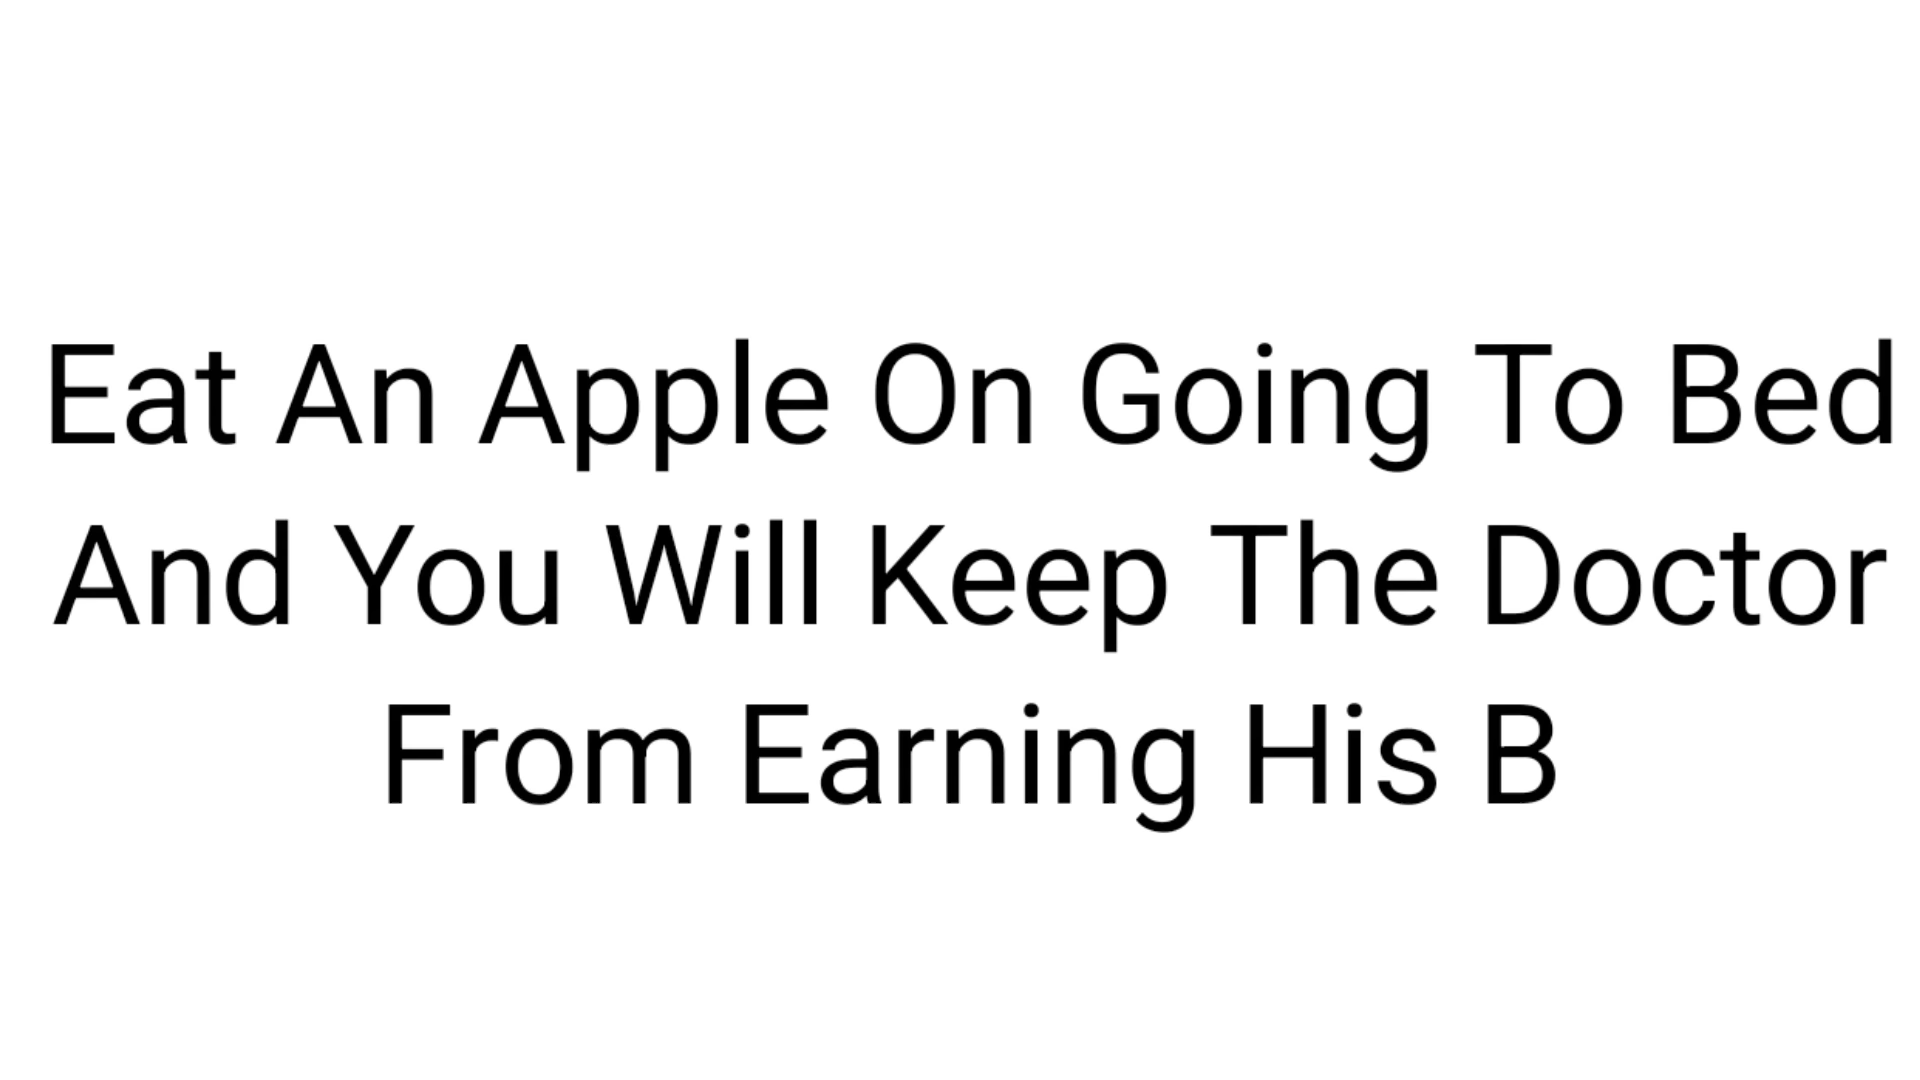 Eat An Apple On Going To Bed
And You Will Keep The Doctor
From Earning His B